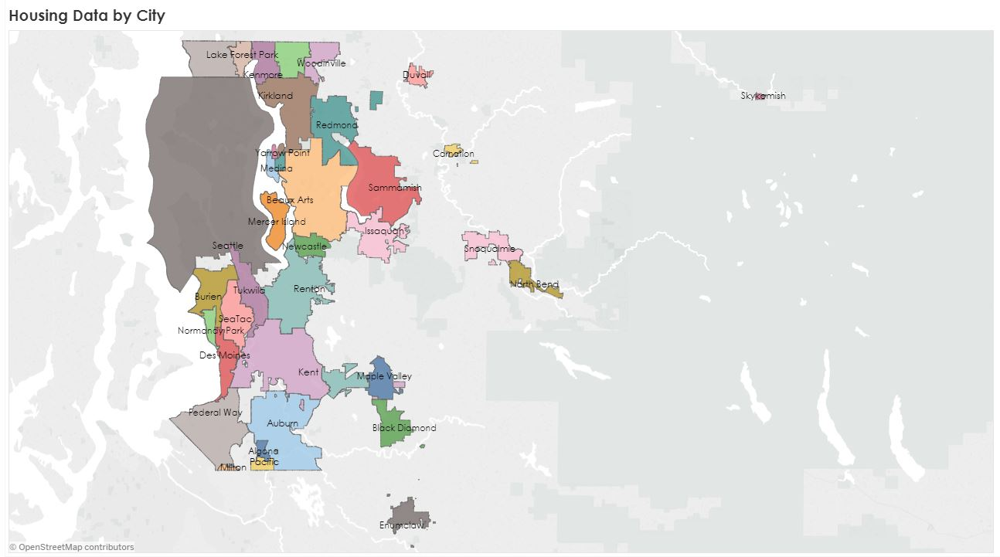 Housing Data by City
Lake Forest Park
Woodinville
Kenmore
Duvall
Kirkland
Skykomish
Redmond
Yarrow Point
Carnation
Medina
Sammamish
Beaux Arts
Mercer Island
Issaquah
Seattle
Newcastle
Snoqualmie
North Bend
Renton
Tukwila
Burien
SeaTac
Normandy Park
Des Moines
Kent
Maple Valley
Federal Way
Auburn
Black Diamond
Algona
Pacific
Milton
Enumclaw
© OpenStreetMap contributors